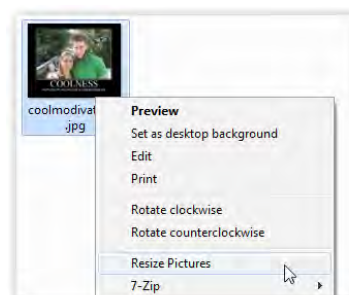 COOLNESS
coolmodivat
.jpg
Preview
Set as desktop background
Edit
Print
Rotate clockwise
Rotate counterclockwise
Resize Pictures
7-Zip